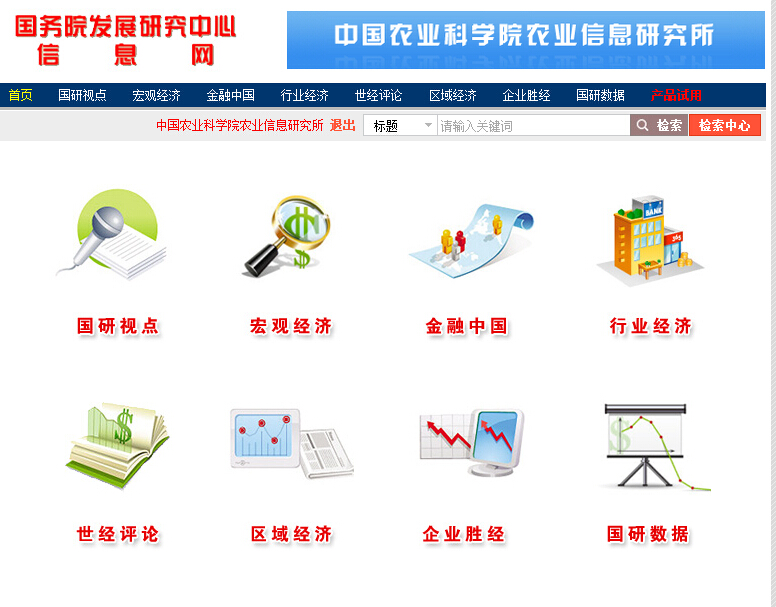 国务院发展研究中心
信息网
中国农业科学院农业信息研究所
首页 国研视点 宏观经济 金融中国 行业经济 世经评论 区域经济 企业胜经 国研数据 产品试用
中国农业科学院农业信息研究所 退出 标题 请输入关键词 检索 检索中心
BANK
365
国研视点 宏观经济 金融中国 行业经济
世经评论 区域经济 企业胜经 国研数据